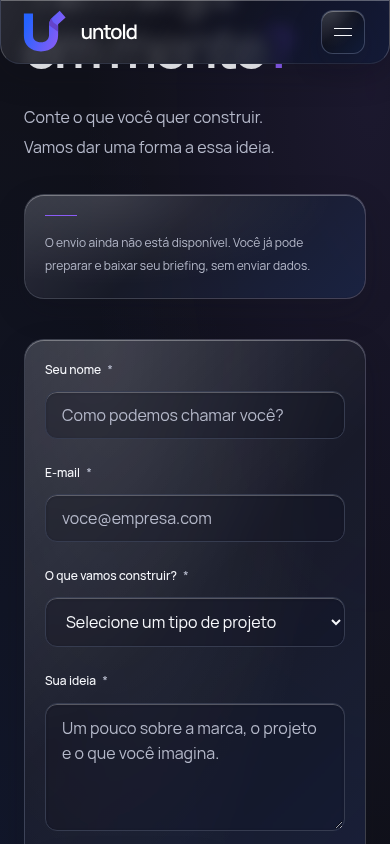 untold
Conte o que você quer construir.
Vamos dar uma forma a essa ideia.
O envio ainda não está disponível. Você já pode
preparar e baixar seu briefing, sem enviar dados.
Seu nome *
Como podemos chamar você?
E-mail *
voce@empresa.com
O que vamos construir? *
Selecione um tipo de projeto
Sua ideia *
Um pouco sobre a marca, o projeto
e o que você imagina.